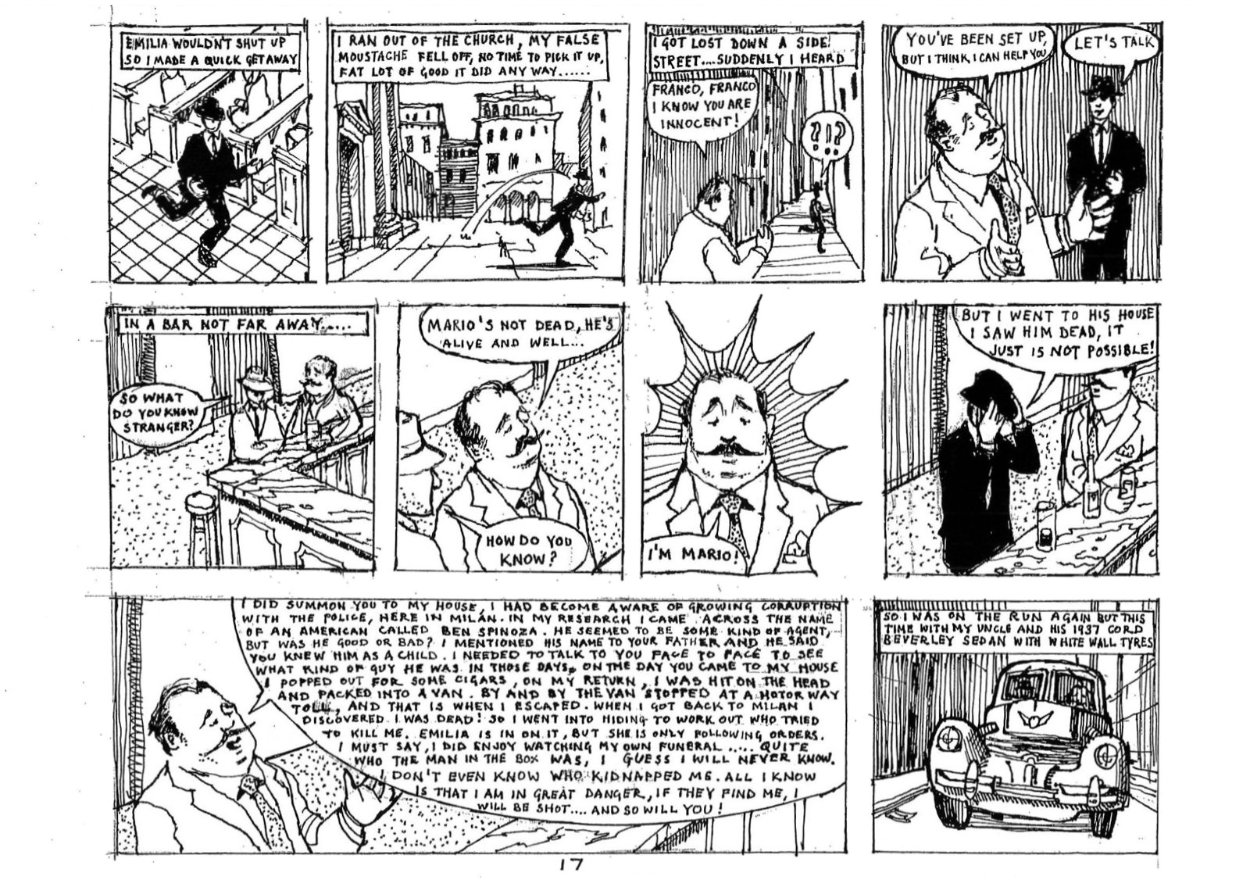 EMILIA WOULDN'T SHUT UP
SO I MADE A QUICK GETAWAY
I RAN OUT OF THE CHURCH, MY FALSE
MOUSTACHE FELL OFF, NO TIME TO PICK IT UP,
FAT LOT OF GOOD IT DID ANY WAY......
I GOT LOST DOWN A SIDE
STREET....SUDDENLY I HEARD
FRANCO, FRANCO
I KNOW YOU ARE
INNOCENT!
?!?
YOU'VE BEEN SET UP,
BUT I THINK I CAN HELP YOU
LET'S TALK
IN A BAR NOT FAR AWAY.....
SO WHAT
DO YOU KNOW
STRANGER?
MARIO'S NOT DEAD, HE'S
ALIVE AND WELL...
HOW DO YOU
KNOW?
I'M MARIO!
BUT I WENT TO HIS HOUSE
I SAW HIM DEAD, IT
JUST IS NOT POSSIBLE!
I DID SUMMON YOU TO MY HOUSE, I HAD BECOME AWARE OF GROWING CORRUPTION
WITH THE POLICE, HERE IN MILAN. IN MY RESEARCH I CAME ACROSS THE NAME
OF AN AMERICAN CALLED BEN SPINOZA. HE SEEMED TO BE SOME KIND OF AGENT,
BUT WAS HE GOOD OR BAD? I MENTIONED HIS NAME TO YOUR FATHER AND HE SAID
YOU KNEW HIM AS A CHILD. I NEEDED TO TALK TO YOU FACE TO FACE TO SEE
WHAT KIND OF GUY HE WAS IN THOSE DAYS. ON THE DAY YOU CAME TO MY HOUSE
I POPPED OUT FOR SOME CIGARS, ON MY RETURN, I WAS HIT ON THE HEAD
AND PACKED INTO A VAN. BY AND BY THE VAN STOPPED AT A MOTOR WAY
TOLL, AND THAT IS WHEN I ESCAPED. WHEN I GOT BACK TO MILAN I
DISCOVERED I WAS DEAD! SO I WENT INTO HIDING TO WORK OUT WHO TRIED
TO KILL ME. EMILIA IS IN ON IT, BUT SHE IS ONLY FOLLOWING ORDERS.
I MUST SAY, I DID ENJOY WATCHING MY OWN FUNERAL ..... QUITE
WHO THE MAN IN THE BOX WAS, I GUESS I WILL NEVER KNOW.
I DON'T EVEN KNOW WHO KIDNAPPED ME. ALL I KNOW
IS THAT I AM IN GREAT DANGER, IF THEY FIND ME, I
WILL BE SHOT.... AND SO WILL YOU!
SO I WAS ON THE RUN AGAIN BUT THIS
TIME WITH MY UNCLE AND HIS 1937 CORD
BEVERLEY SEDAN WITH WHITE WALL TYRES
17